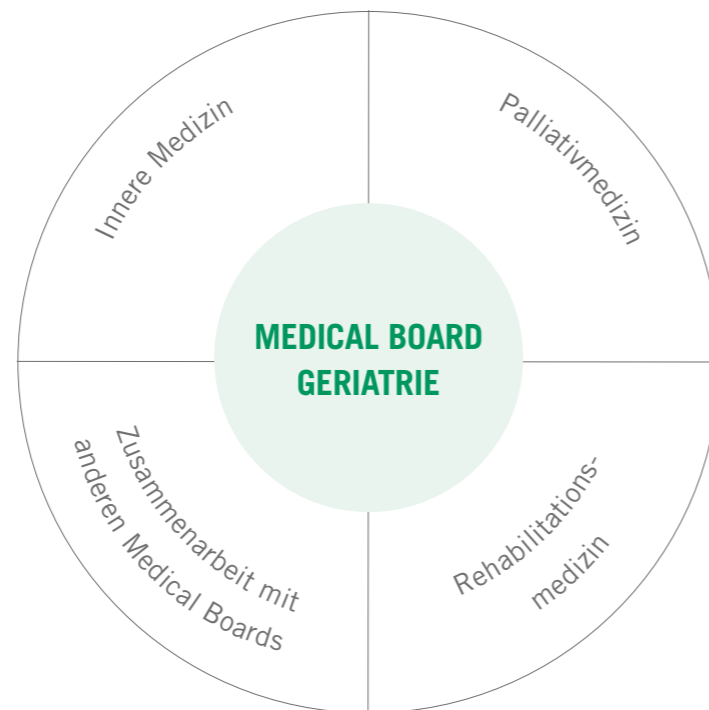 Innere Medizin
Palliativmedizin
MEDICAL BOARD
GERIATRIE
Zusammenarbeit mit
anderen Medical Boards
Rehabilitations-
medizin